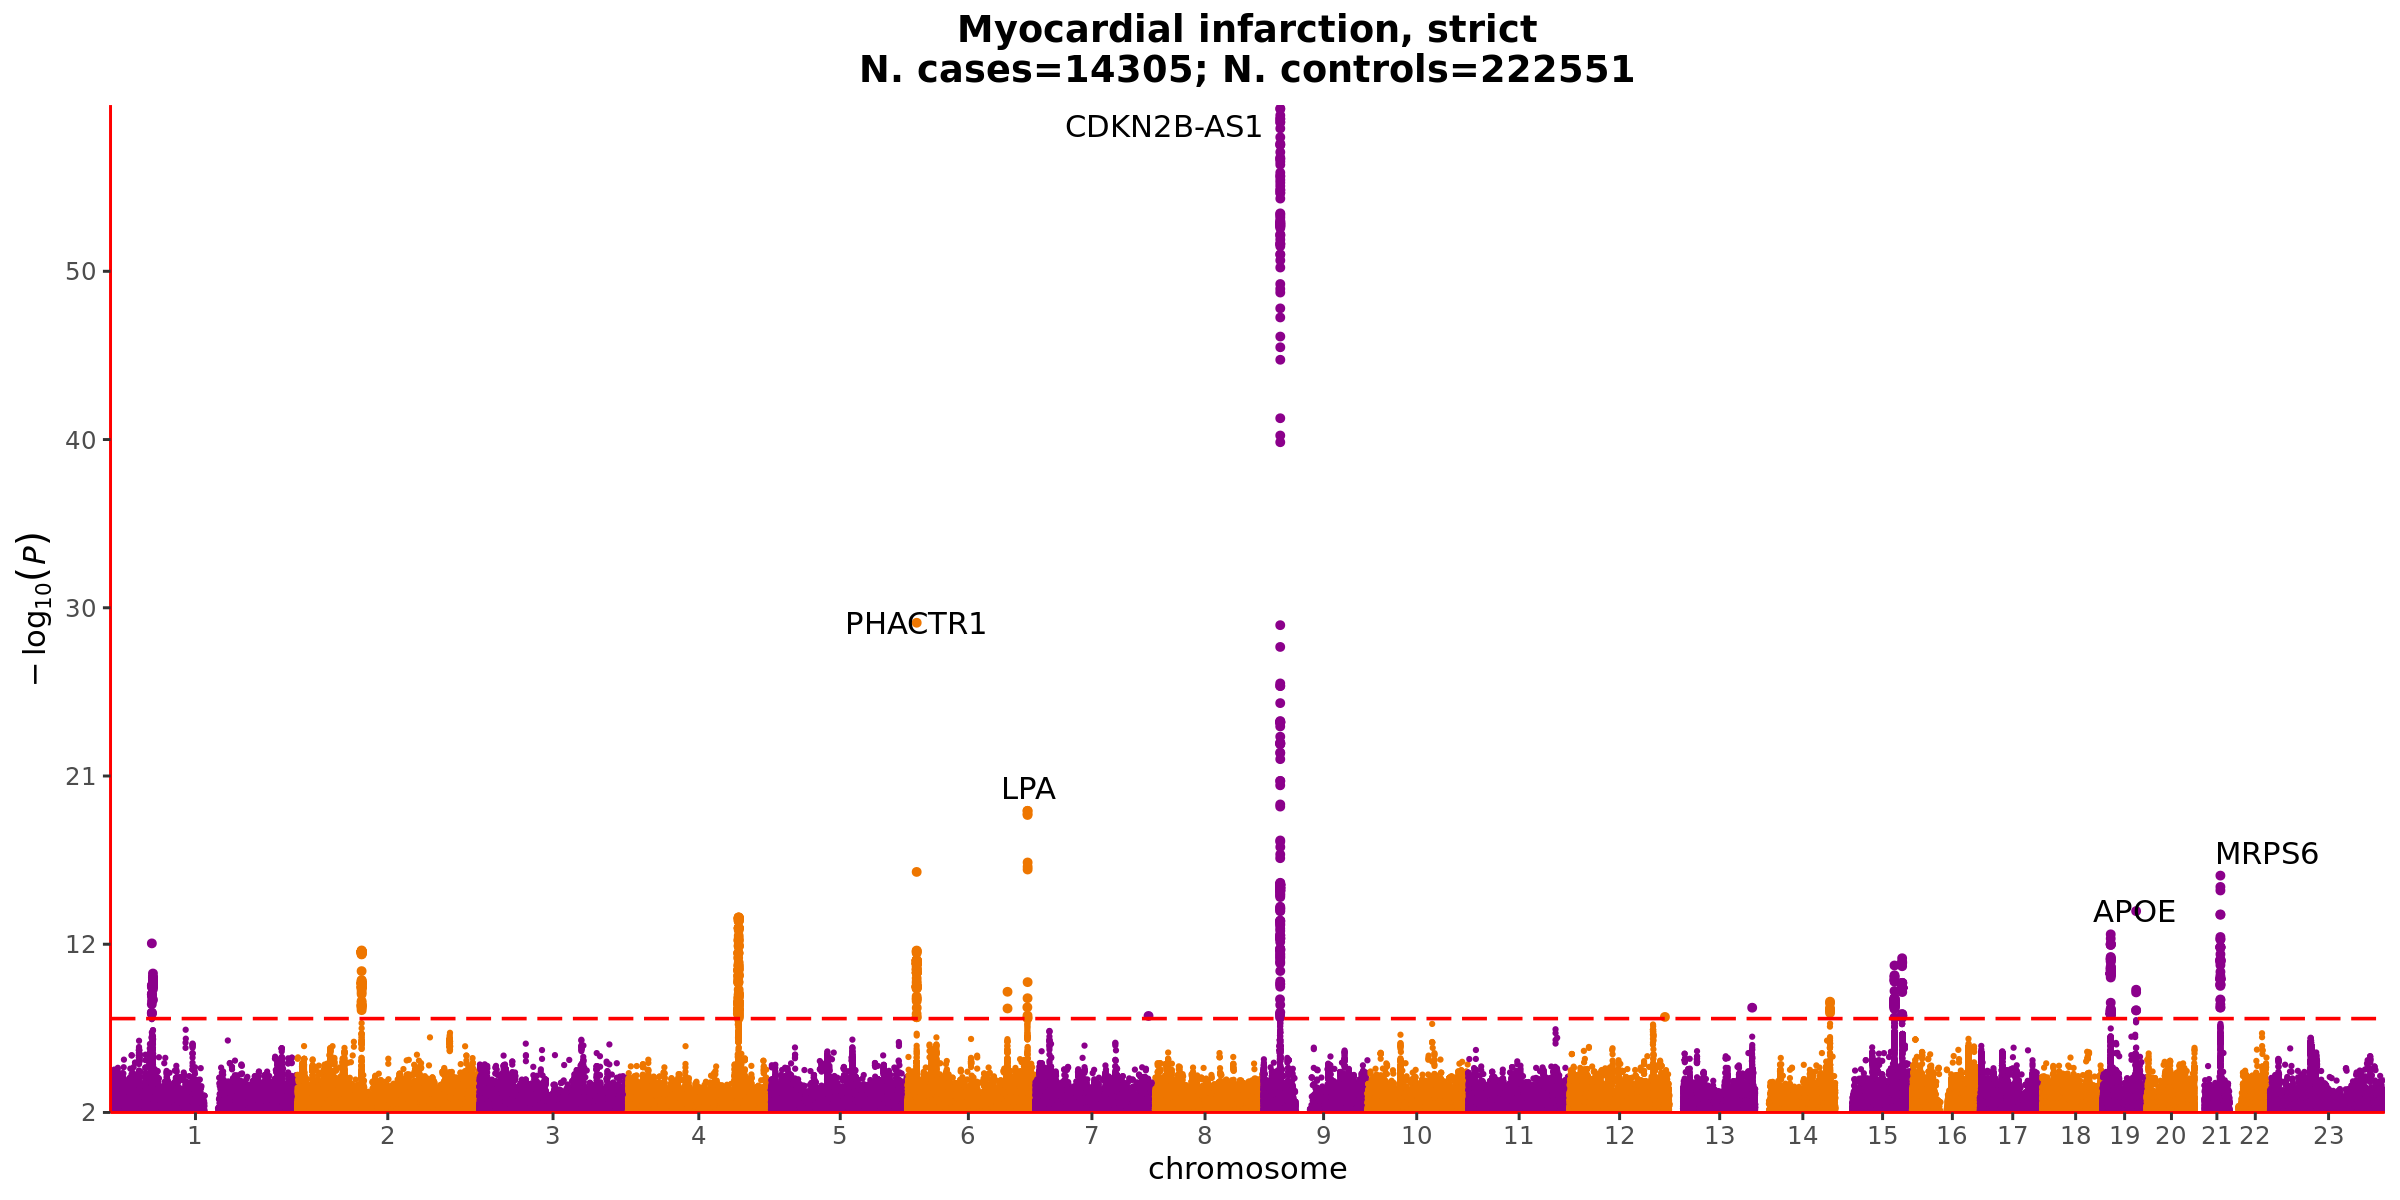 Myocardial infarction, strict
N. cases=14305; N. controls=222551
CDKN2B-AS1
50
40
PHACTR1
30
21
LPA
MRPS6
APOE
12
2
−log10(P)
1 2 3 4 5 6 7 8 9 10 11 12 13 14 15 16 17 18 19 20 21 22 23
chromosome